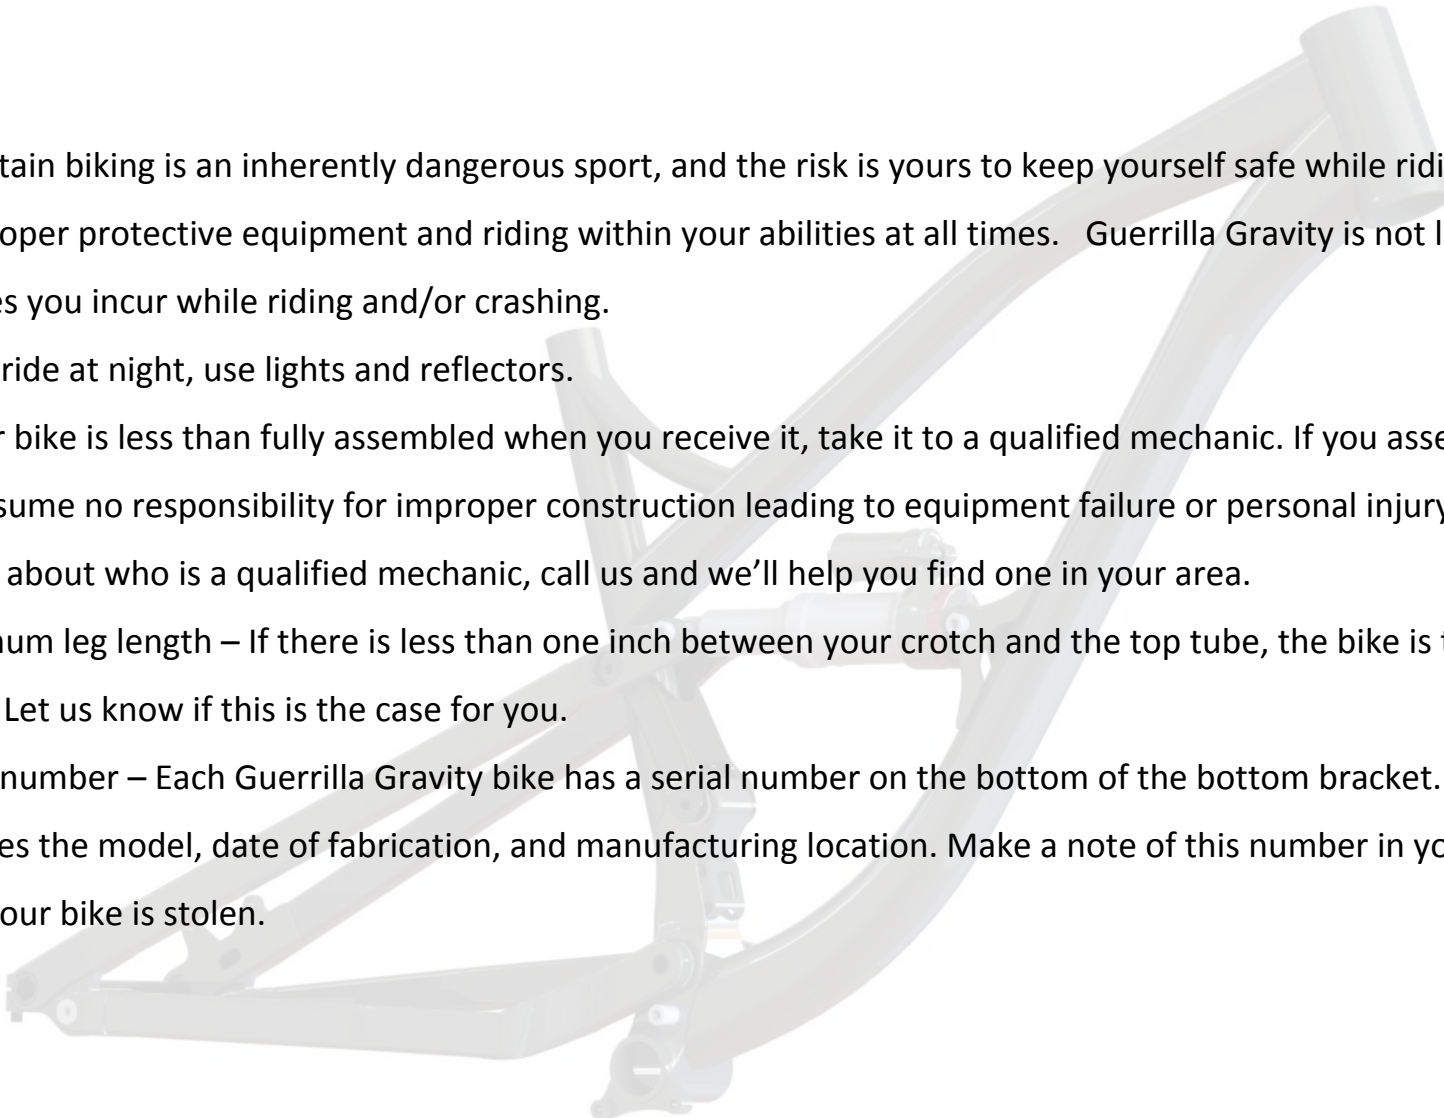 tain biking is an inherently dangerous sport, and the risk is yours to keep yourself safe while ridi
oper protective equipment and riding within your abilities at all times.   Guerrilla Gravity is not l
es you incur while riding and/or crashing.
ride at night, use lights and reflectors.
r bike is less than fully assembled when you receive it, take it to a qualified mechanic. If you asse
sume no responsibility for improper construction leading to equipment failure or personal injury
about who is a qualified mechanic, call us and we’ll help you find one in your area.
num leg length – If there is less than one inch between your crotch and the top tube, the bike is t
Let us know if this is the case for you.
number – Each Guerrilla Gravity bike has a serial number on the bottom of the bottom bracket.
es the model, date of fabrication, and manufacturing location. Make a note of this number in yo
our bike is stolen.